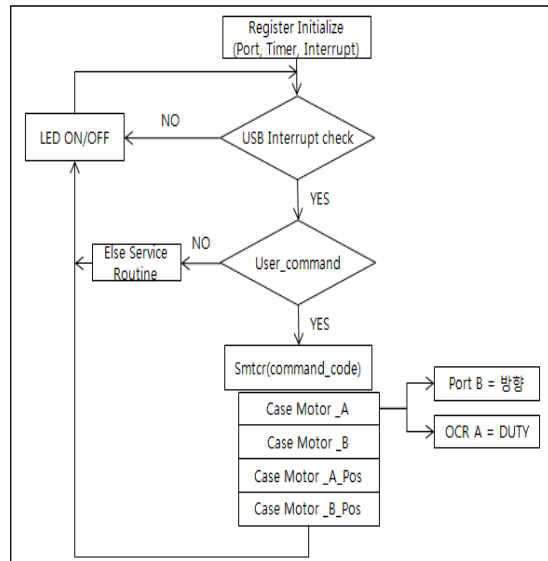 Register Initialize
(Port, Timer, Interrupt)
LED ON/OFF
NO
USB Interrupt check
YES
Else Service
Routine
NO
User_command
YES
Smtcr(command_code)
Case Motor _A
Case Motor _B
Case Motor _A_Pos
Case Motor _B_Pos
Port B = 방향
OCR A = DUTY